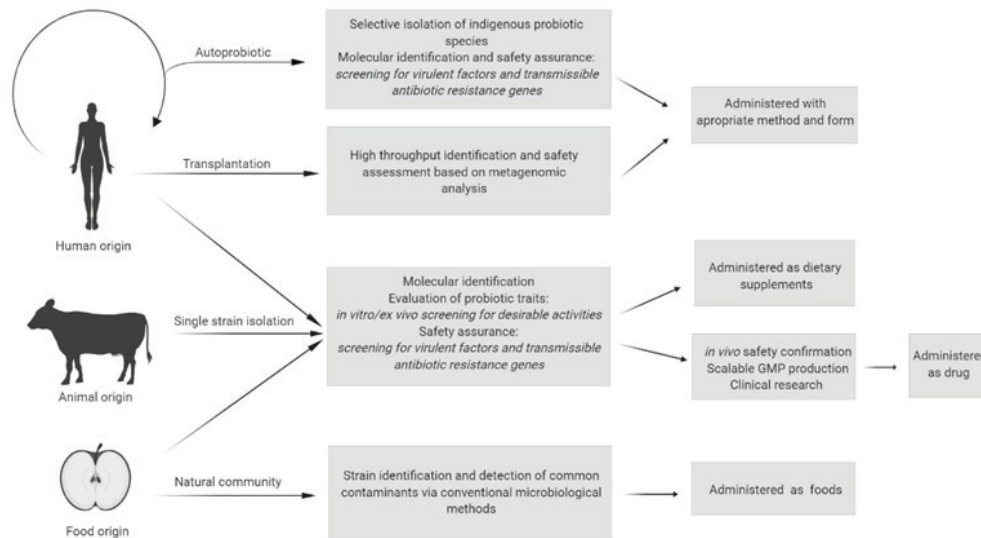 Autoprobiotic
Selective isolation of indigenous probiotic
species
Molecular identification and safety assurance:
screening for virulent factors and transmissible
antibiotic resistance genes
Administered with
apropriate method and form
Transplantation
High throughput identification and safety
assessment based on metagenomic
analysis
Human origin
Molecular identification
Evaluation of probiotic traits:
in vitro/ex vivo screening for desirable activities
Safety assurance:
screening for virulent factors and transmissible
antibiotic resistance genes
Administered as dietary
supplements
Single strain isolation
in vivo safety confirmation
Scalable GMP production
Clinical research
Administered
as drug
Animal origin
Natural community
Strain identification and detection of common
contaminants via conventional microbiological
methods
Administered as foods
Food origin